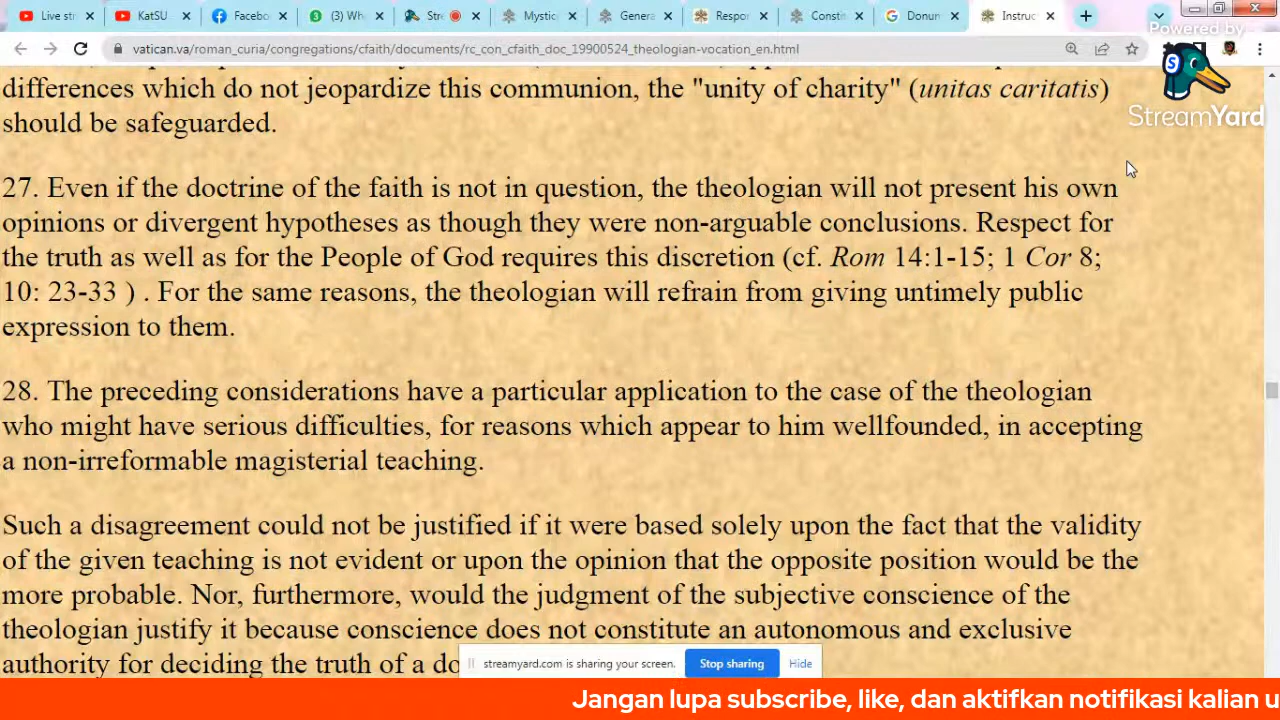 Live st
KatSU
Facebo
(3) Wh
Stre
Mystic
Genera
Respor
Constit
Donun
Instruc
vatican.va/roman_curia/congregations/cfaith/documents/rc_con_cfaith_doc_19900524_theologian-vocation_en.html
Powered by
StreamYard
differences which do not jeopardize this communion, the "unity of charity" (unitas caritatis)
should be safeguarded.
27. Even if the doctrine of the faith is not in question, the theologian will not present his own
opinions or divergent hypotheses as though they were non-arguable conclusions. Respect for
the truth as well as for the People of God requires this discretion (cf. Rom 14:1-15; 1 Cor 8;
10: 23-33 ) . For the same reasons, the theologian will refrain from giving untimely public
expression to them.
28. The preceding considerations have a particular application to the case of the theologian
who might have serious difficulties, for reasons which appear to him wellfounded, in accepting
a non-irreformable magisterial teaching.
Such a disagreement could not be justified if it were based solely upon the fact that the validity
of the given teaching is not evident or upon the opinion that the opposite position would be the
more probable. Nor, furthermore, would the judgment of the subjective conscience of the
theologian justify it because conscience does not constitute an autonomous and exclusive
authority for deciding the truth of a do
streamyard.com is sharing your screen.
Stop sharing
Hide
Jangan lupa subscribe, like, dan aktifkan notifikasi kalian u